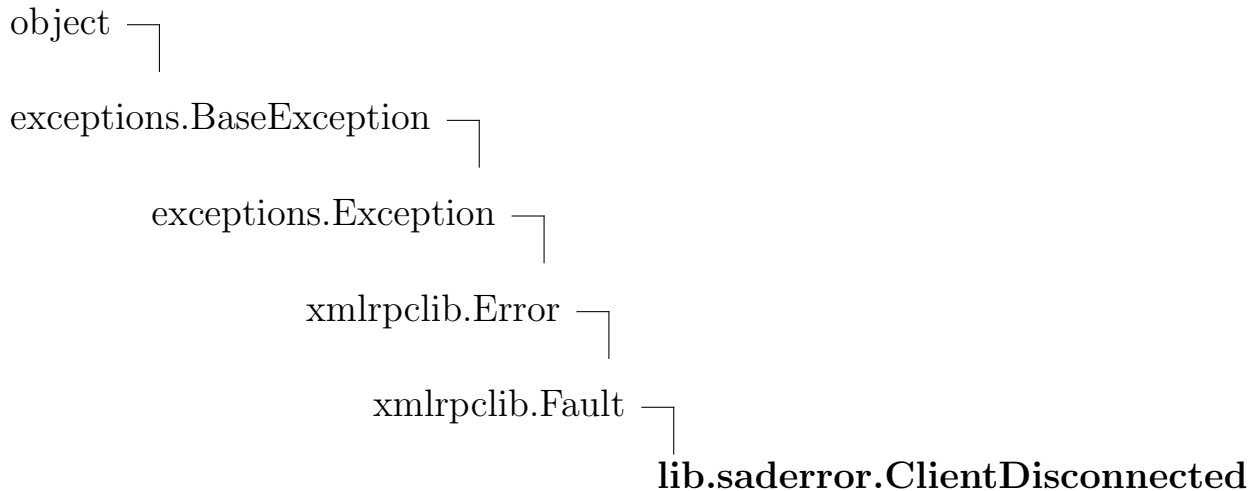 object
exceptions.BaseException
exceptions.Exception
xmlrpclib.Error
xmlrpclib.Fault
lib.saderror.ClientDisconnected